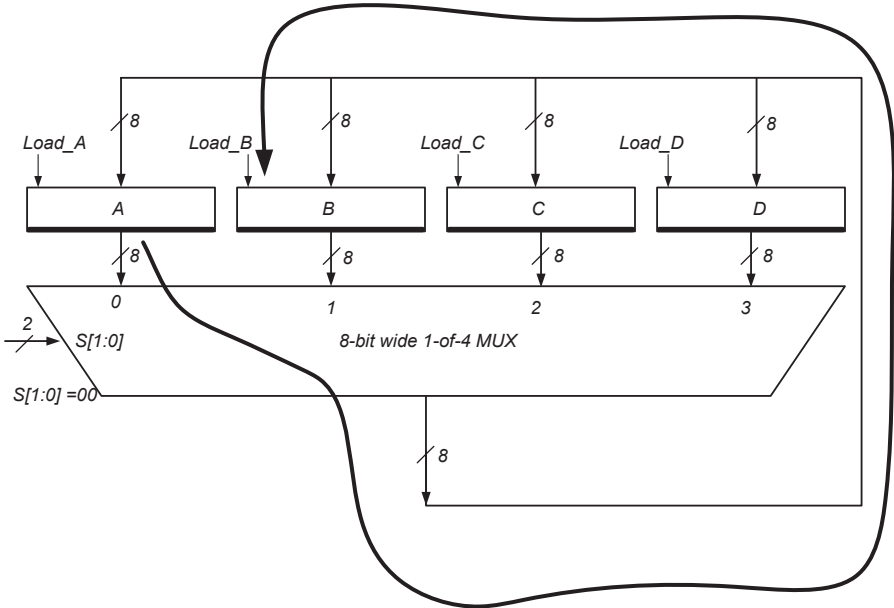 8
8
8
8
Load_A
Load_B
Load_C
Load_D
A
B
C
D
8
8
8
8
0
1
2
3
2
S[1:0]
8-bit wide 1-of-4 MUX
S[1:0] =00
8